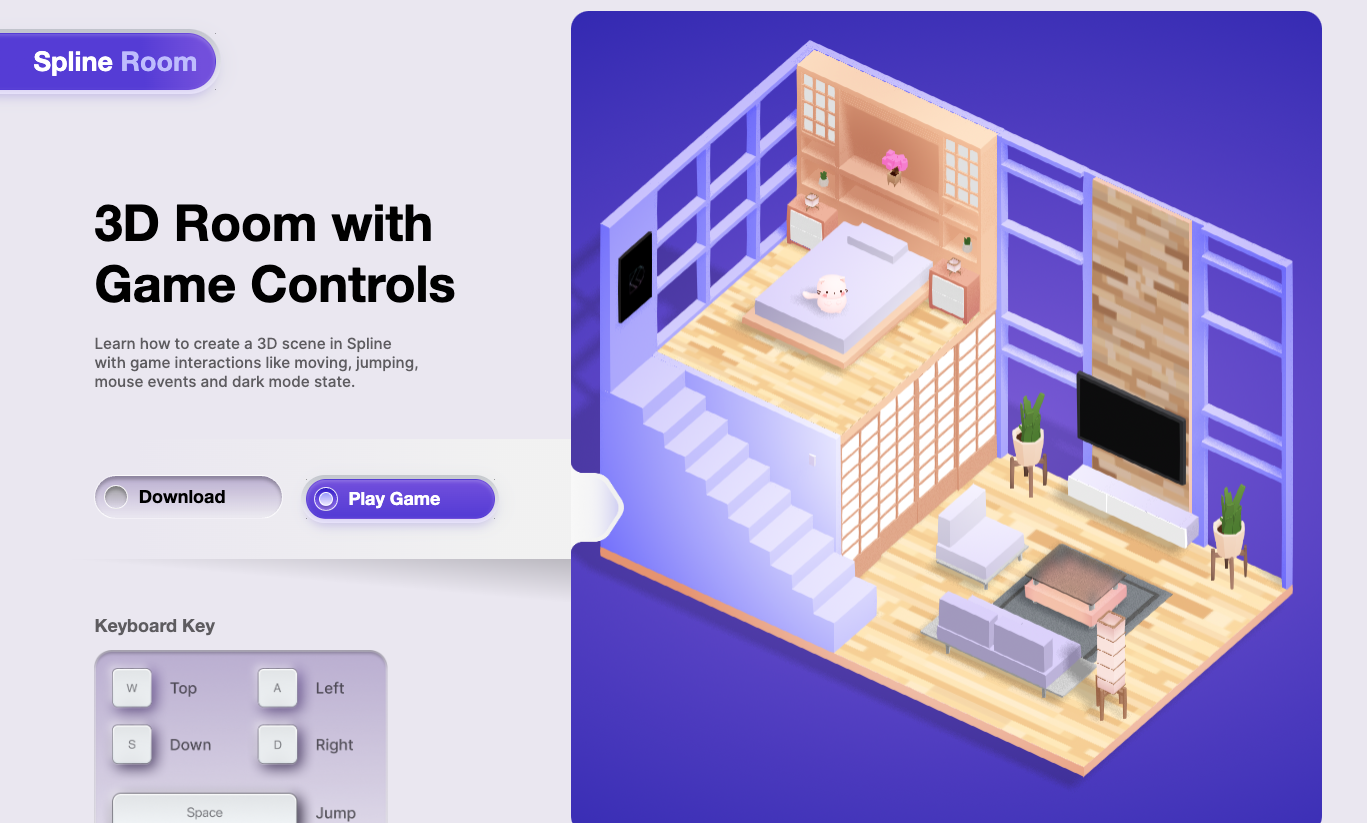 Spline Room
3D Room with
Game Controls
Learn how to create a 3D scene in Spline
with game interactions like moving, jumping,
mouse events and dark mode state.
Download
Play Game
Keyboard Key
W Top A Left
S Down D Right
Space Jump